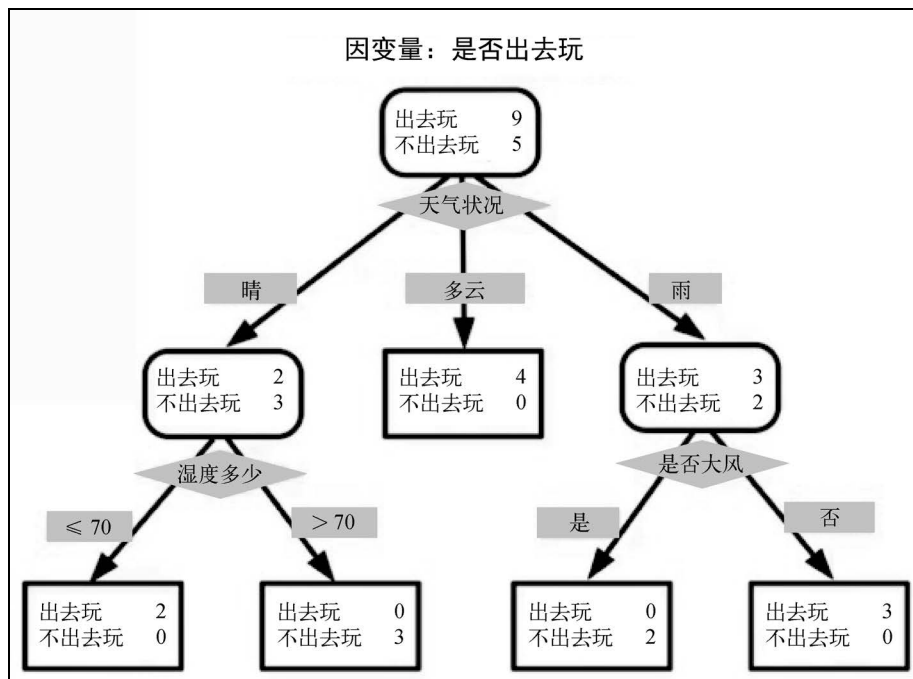 因变量：是否出去玩
出去玩 9
不出去玩 5
天气状况
晴 多云 雨
出去玩 2
不出去玩 3
出去玩 4
不出去玩 0
出去玩 3
不出去玩 2
湿度多少
是否大风
≤ 70 > 70 是 否
出去玩 2
不出去玩 0
出去玩 0
不出去玩 3
出去玩 0
不出去玩 2
出去玩 3
不出去玩 0